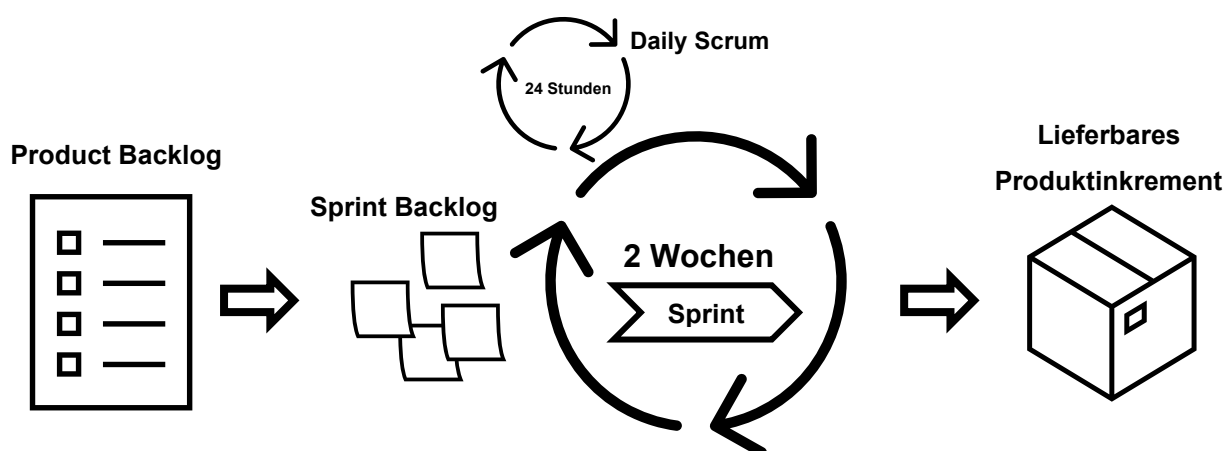 Product Backlog
Sprint Backlog
Daily Scrum
24 Stunden
2 Wochen
Sprint
Lieferbares
Produktinkrement